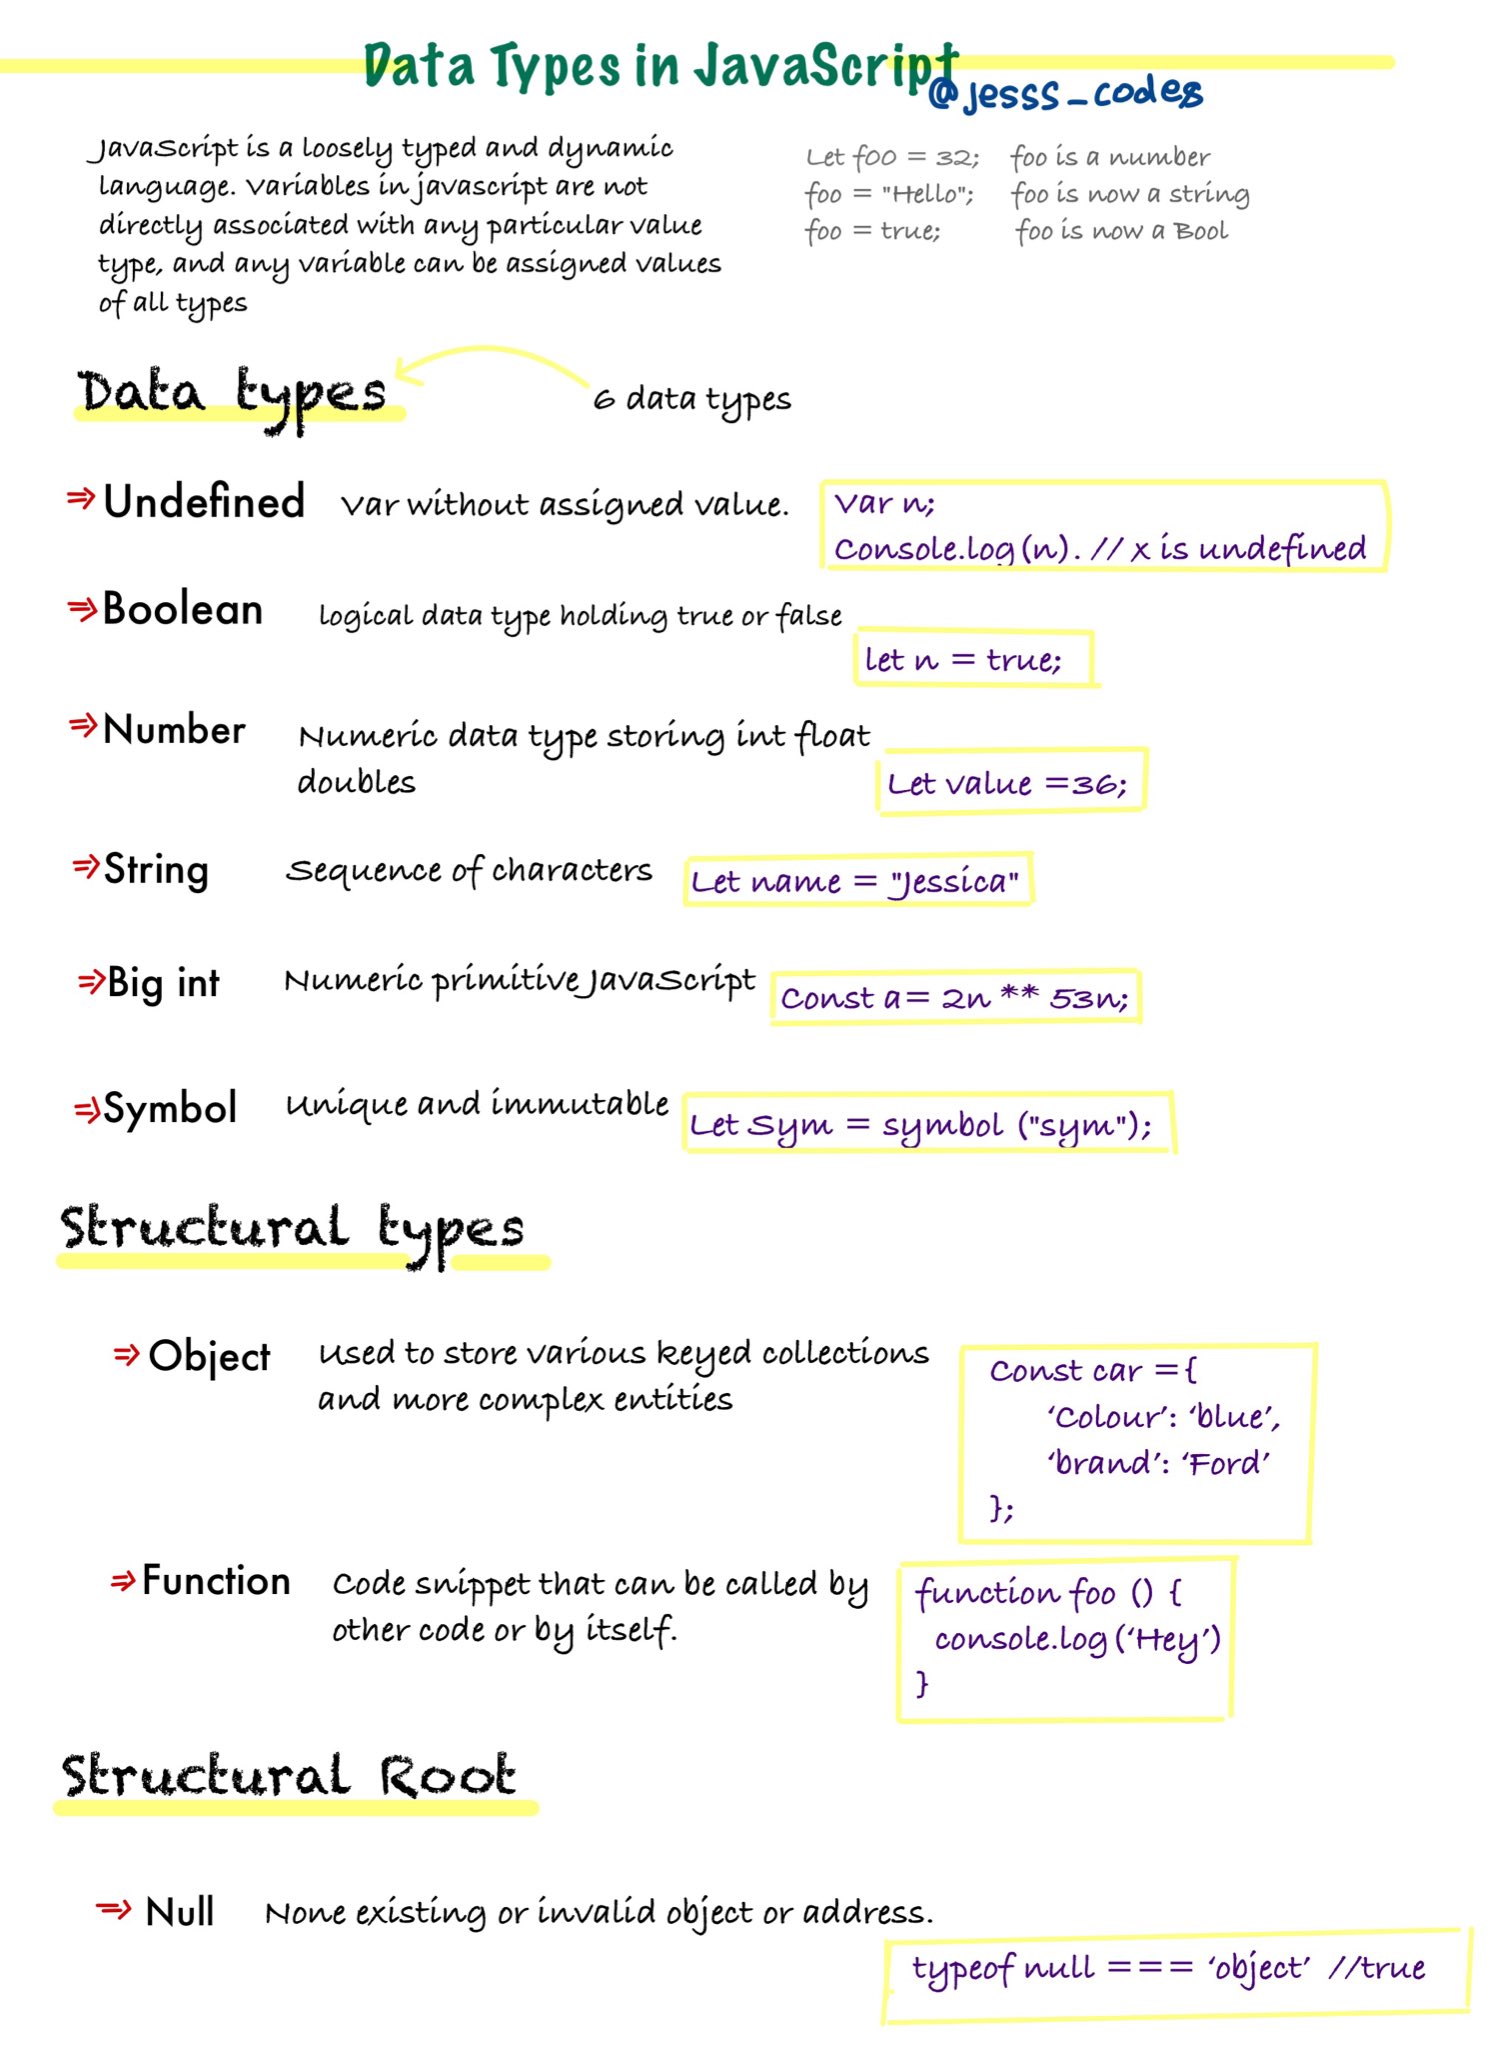 Data Types in JavaScript
@jesss_codes
JavaScript is a loosely typed and dynamic
language. Variables in javascript are not
directly associated with any particular value
type, and any variable can be assigned values
of all types
Let foo = 32; foo is a number
foo = "Hello"; foo is now a string
foo = true; foo is now a Bool
Data types
6 data types
⇒ Undefined Var without assigned value.
Var n;
Console.log(n). // x is undefined
⇒ Boolean logical data type holding true or false
let n = true;
⇒ Number Numeric data type storing int float
doubles
Let value =36;
⇒ String Sequence of characters
Let name = "Jessica"
⇒ Big int Numeric primitive JavaScript
Const a= 2n ** 53n;
⇒ Symbol Unique and immutable
Let Sym = symbol ("sym");
Structural types
⇒ Object Used to store various keyed collections
and more complex entities
Const car ={
‘Colour’: ‘blue’,
‘brand’: ‘Ford’
};
⇒ Function Code snippet that can be called by
other code or by itself.
function foo () {
console.log(‘Hey’)
}
Structural Root
⇒ Null None existing or invalid object or address.
typeof null === ‘object’ //true